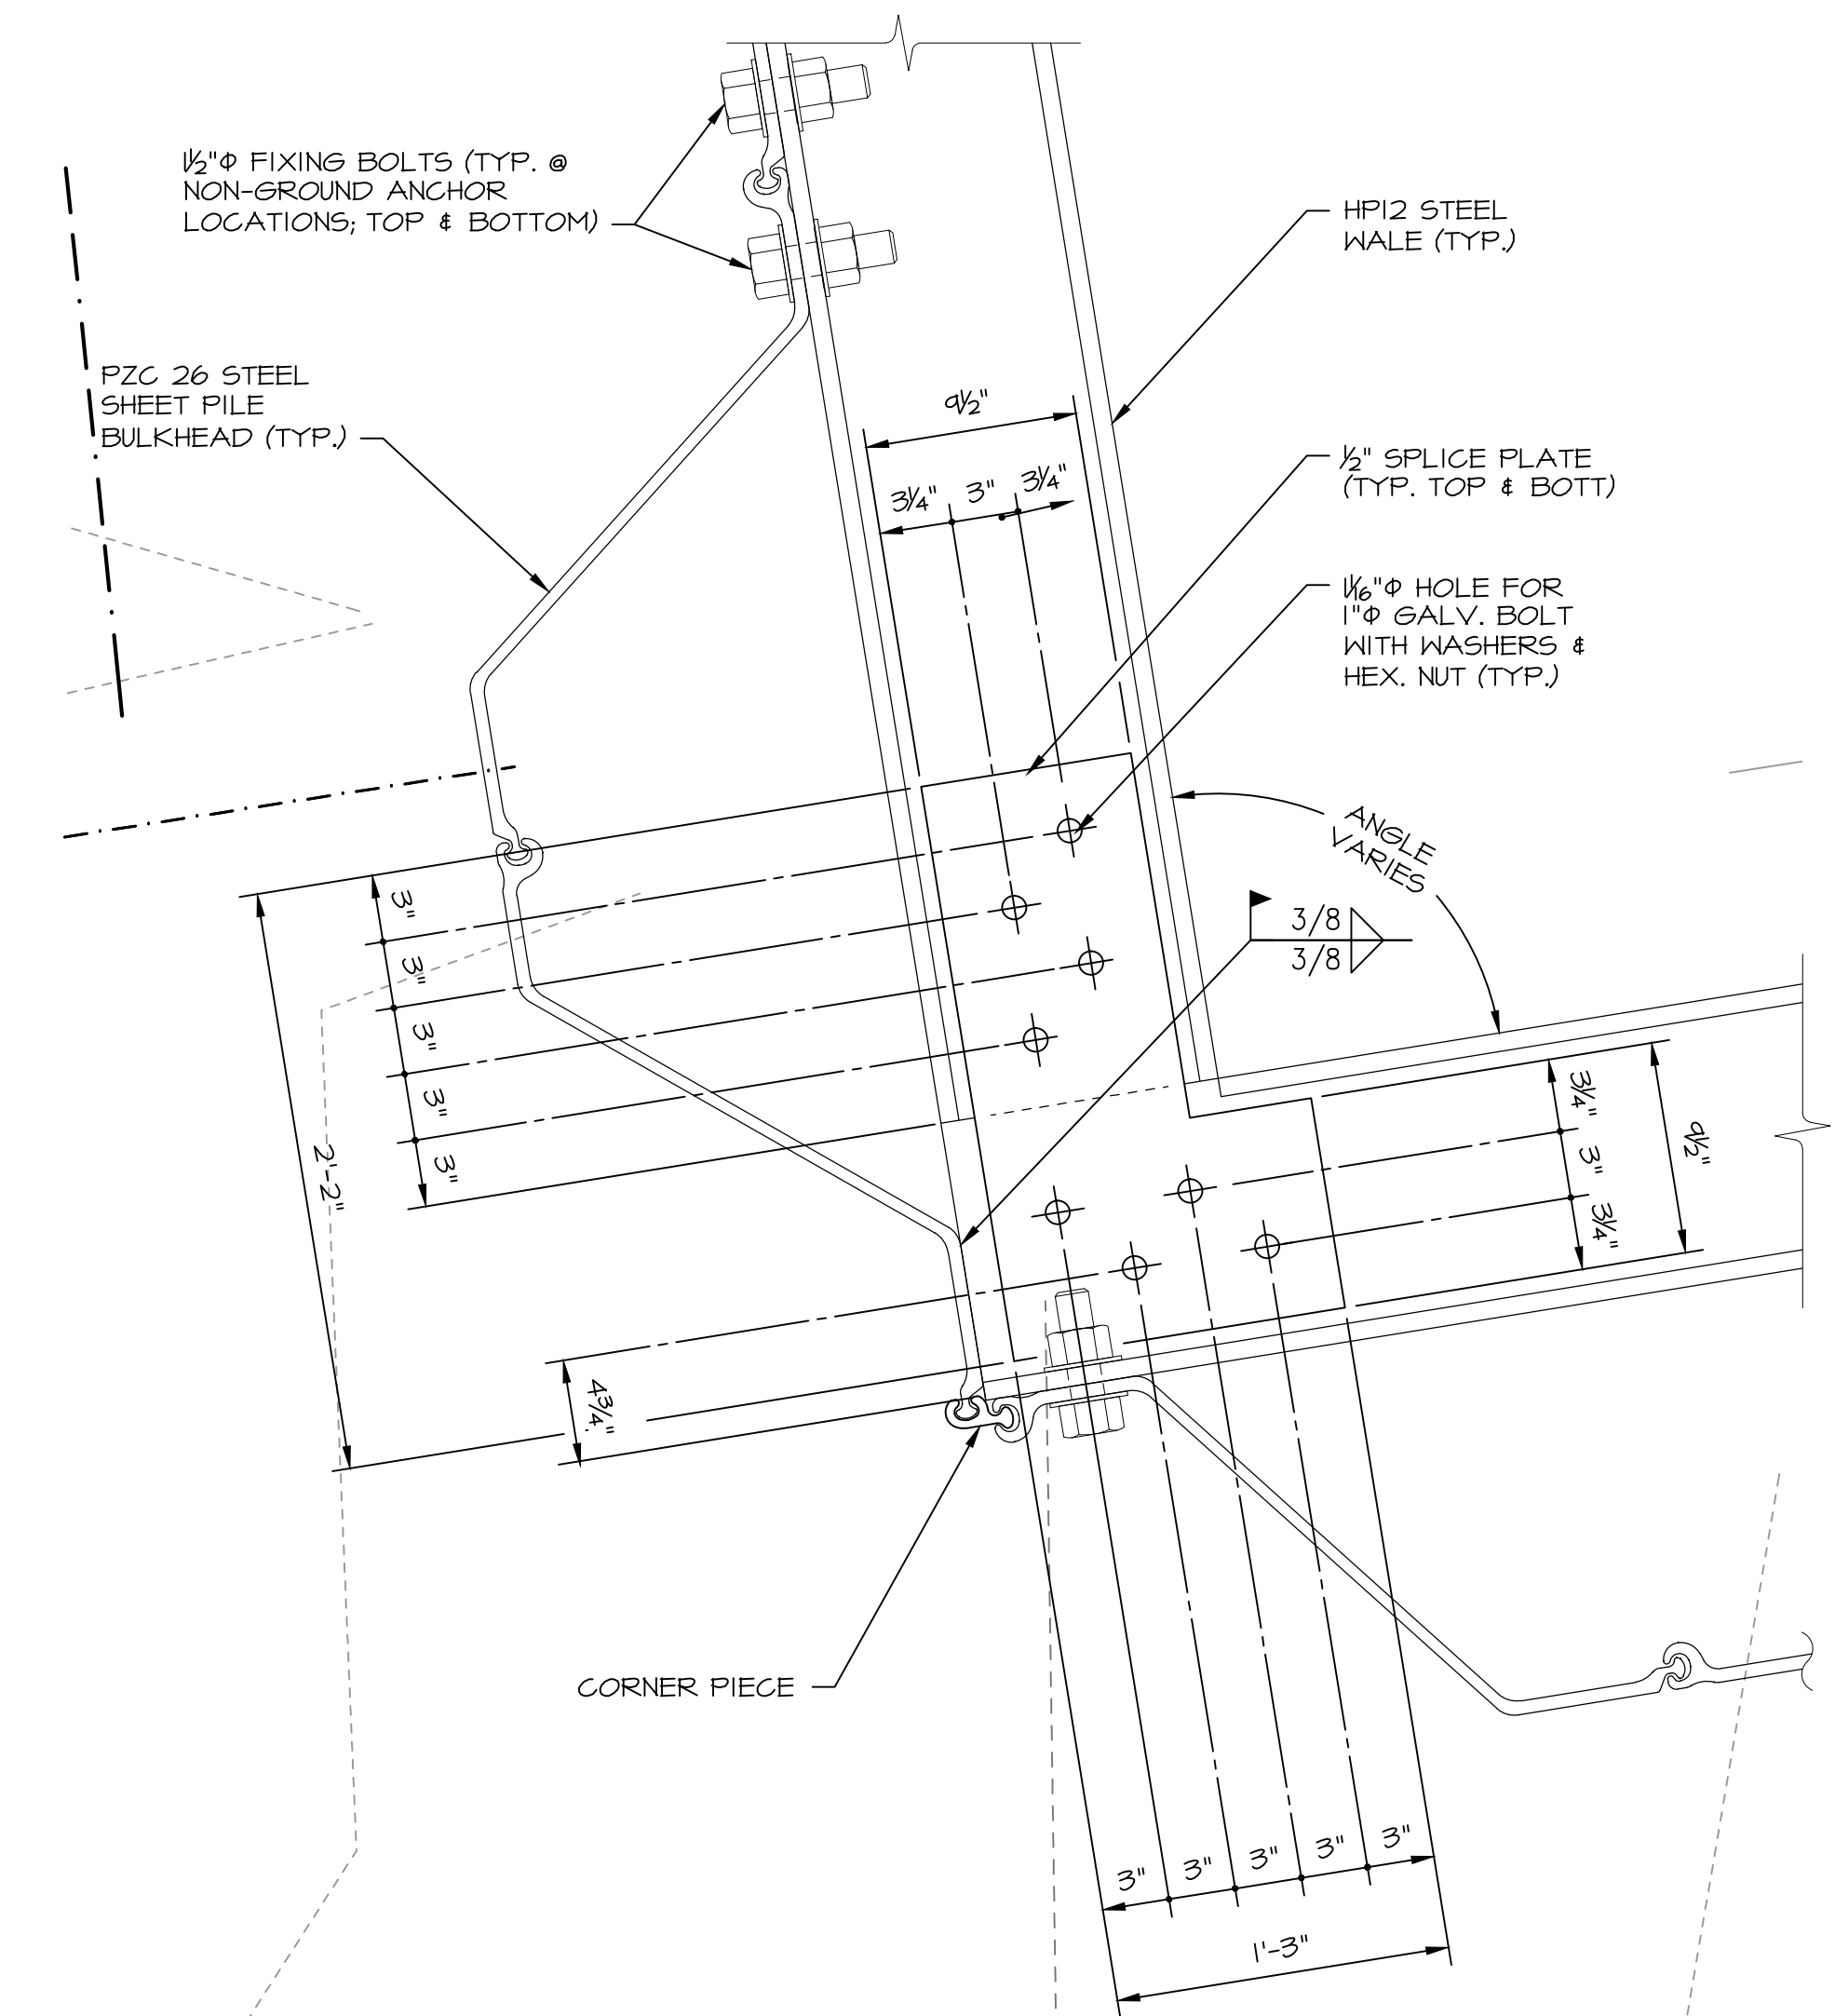 1½"Φ FIXING BOLTS (TYP. @
NON-GROUND ANCHOR
LOCATIONS; TOP & BOTTOM)
HP12 STEEL
WALE (TYP.)
PZC 26 STEEL
SHEET PILE
BULKHEAD (TYP.)
9½"
3¼"
3"
3¼"
½" SPLICE PLATE
(TYP. TOP & BOTT)
1⁄16"Φ HOLE FOR
1"Φ GALV. BOLT
WITH WASHERS &
HEX. NUT (TYP.)
ANGLE
VARIES
3/8
3/8
3"
3"
3"
3"
3"
2'-2"
3¼"
3"
3¼"
9½"
4¾"
CORNER PIECE
3"
3"
3"
3"
3"
1'-3"